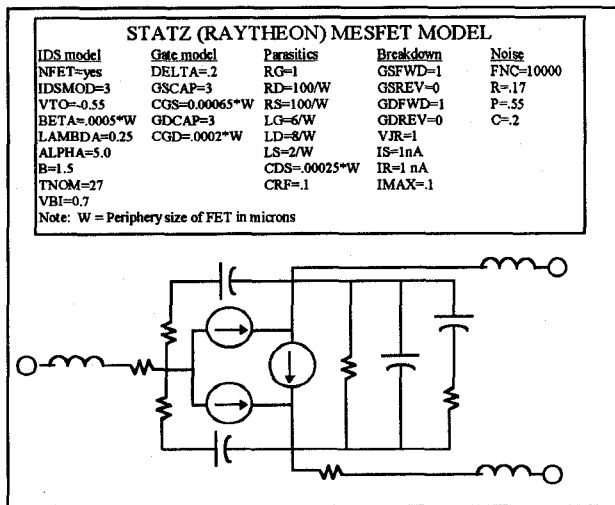 STATZ (RAYTHEON) MESFET MODEL
IDS model Gate model Parasitics Breakdown Noise
NFET=yes DELTA=.2 RG=1 GSFWD=1 FNC=10000
IDSMOD=3 GSCAP=3 RD=100/W GSREV=0 R=.17
VTO=-0.55 CGS=0.00065*W RS=100/W GDFWD=1 P=.55
BETA=.0005*W GDCAP=3 LG=6/W GDREV=0 C=.2
LAMBDA=0.25 CGD=.0002*W LD=8/W VJR=1
ALPHA=5.0 LS=2/W IS=1nA
B=1.5 CDS=.00025*W IR=1 nA
TNOM=27 CRF=.1 IMAX=.1
VBI=0.7
Note: W = Periphery size of FET in microns